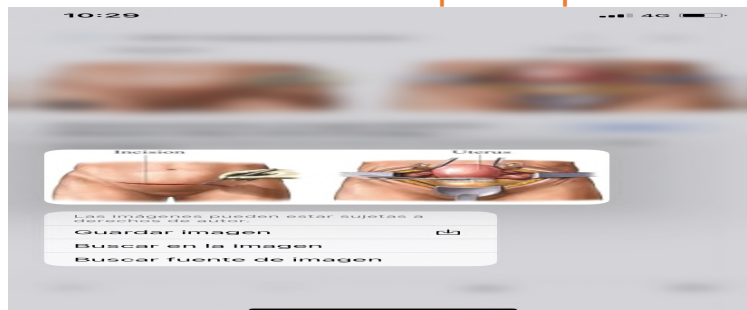 10:29
4G
Incision
Uterus
Las imágenes pueden estar sujetas a
derechos de autor.
Guardar imagen
Buscar en la imagen
Buscar fuente de imagen